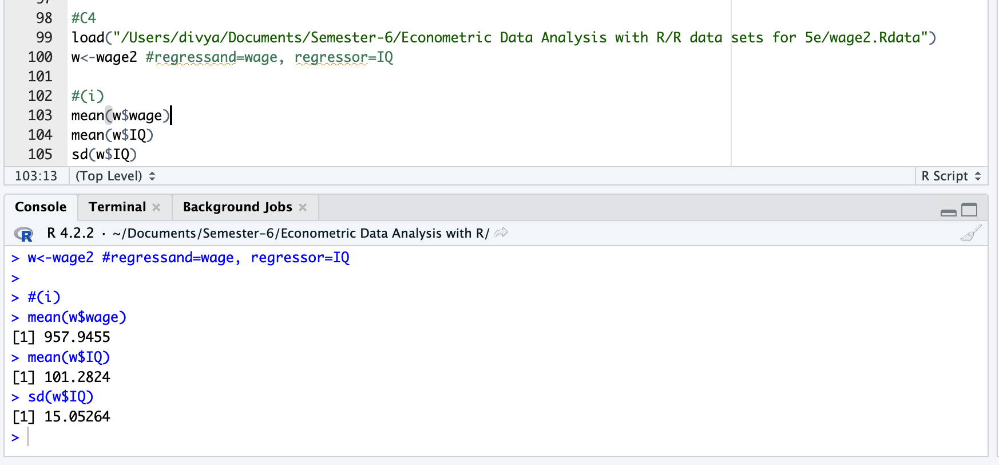 97
98 #C4
99 load("/Users/divya/Documents/Semester-6/Econometric Data Analysis with R/R data sets for 5e/wage2.Rdata")
100 w<-wage2 #regressand=wage, regressor=IQ
101
102 #(i)
103 mean(w$wage)
104 mean(w$IQ)
105 sd(w$IQ)
103:13 (Top Level) R Script
Console Terminal Background Jobs
R 4.2.2 · ~/Documents/Semester-6/Econometric Data Analysis with R/
> w<-wage2 #regressand=wage, regressor=IQ
>
> #(i)
> mean(w$wage)
[1] 957.9455
> mean(w$IQ)
[1] 101.2824
> sd(w$IQ)
[1] 15.05264
>